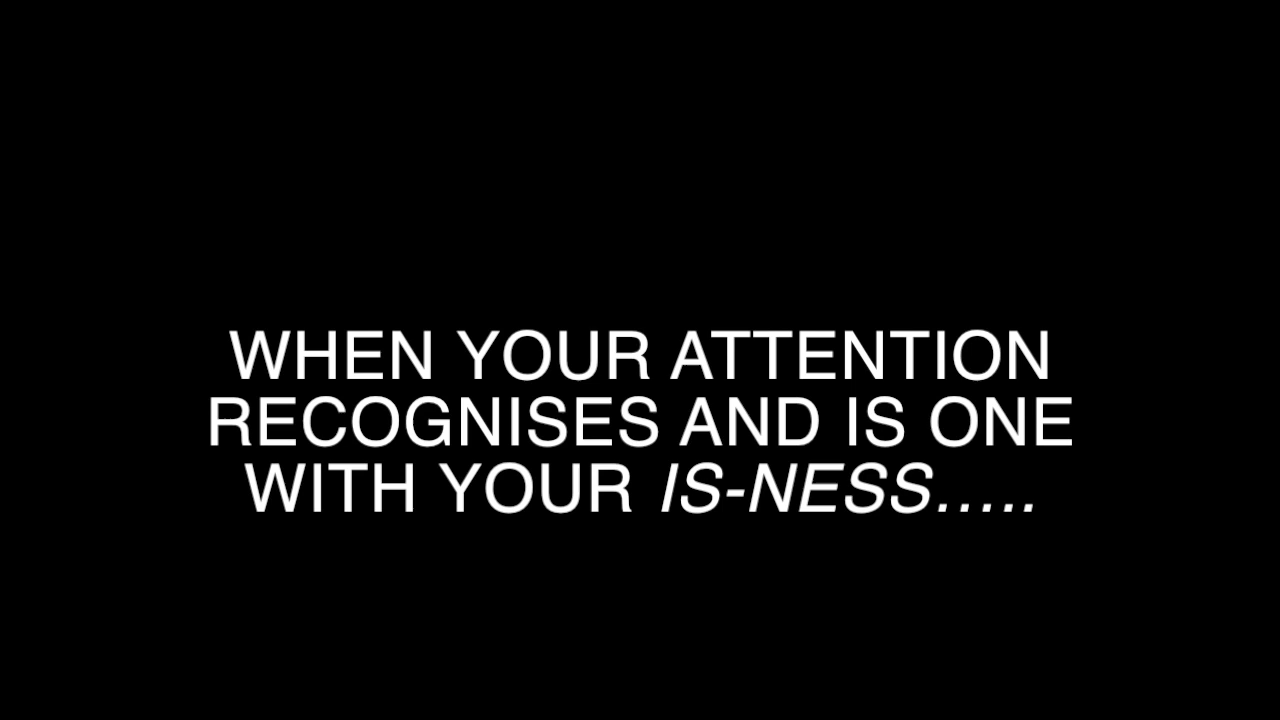 WHEN YOUR ATTENTION
RECOGNISES AND IS ONE
WITH YOUR IS-NESS.....